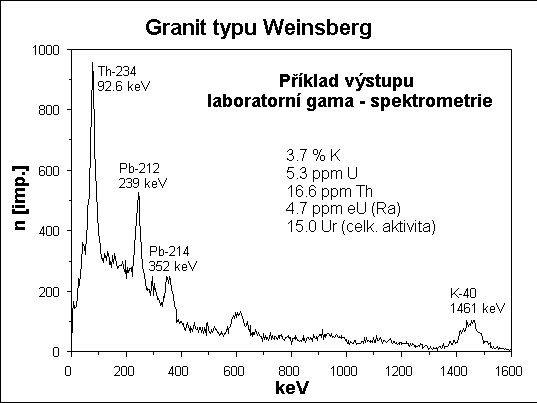 Granit typu Weinsberg
Příklad výstupu
laboratorní gama - spektrometrie
3.7 % K
5.3 ppm U
16.6 ppm Th
4.7 ppm eU (Ra)
15.0 Ur (celk. aktivita)
Th-234
92.6 keV
Pb-212
239 keV
Pb-214
352 keV
K-40
1461 keV
n [imp.]
1000
800
600
400
200
0
0 200 400 600 800 1000 1200 1400 1600
keV